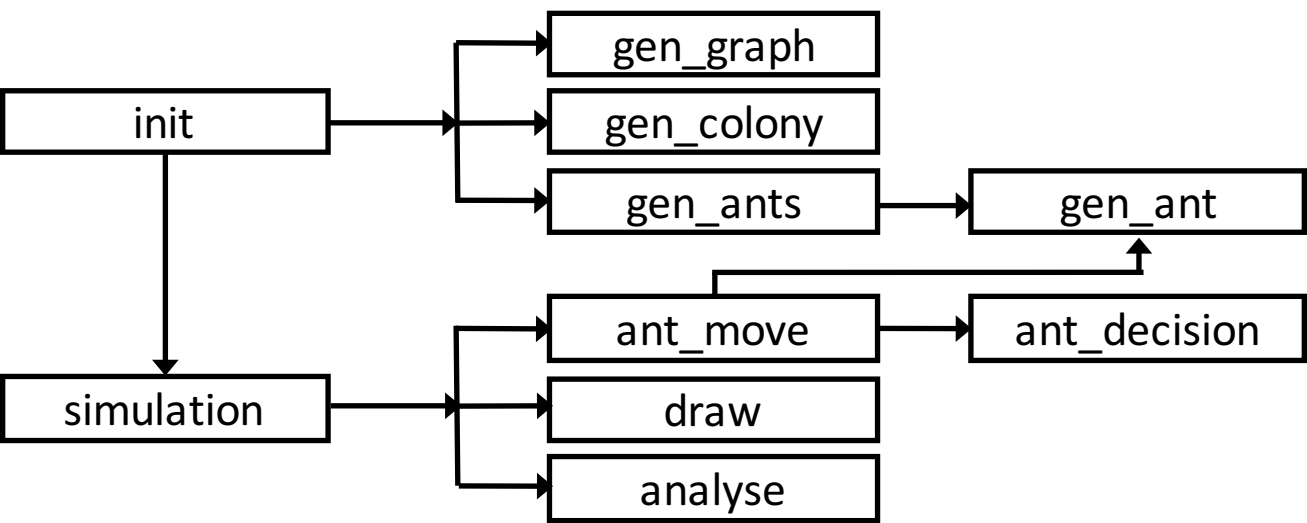 gen_graph
init
gen_colony
gen_ants
gen_ant
ant_move
ant_decision
simulation
draw
analyse